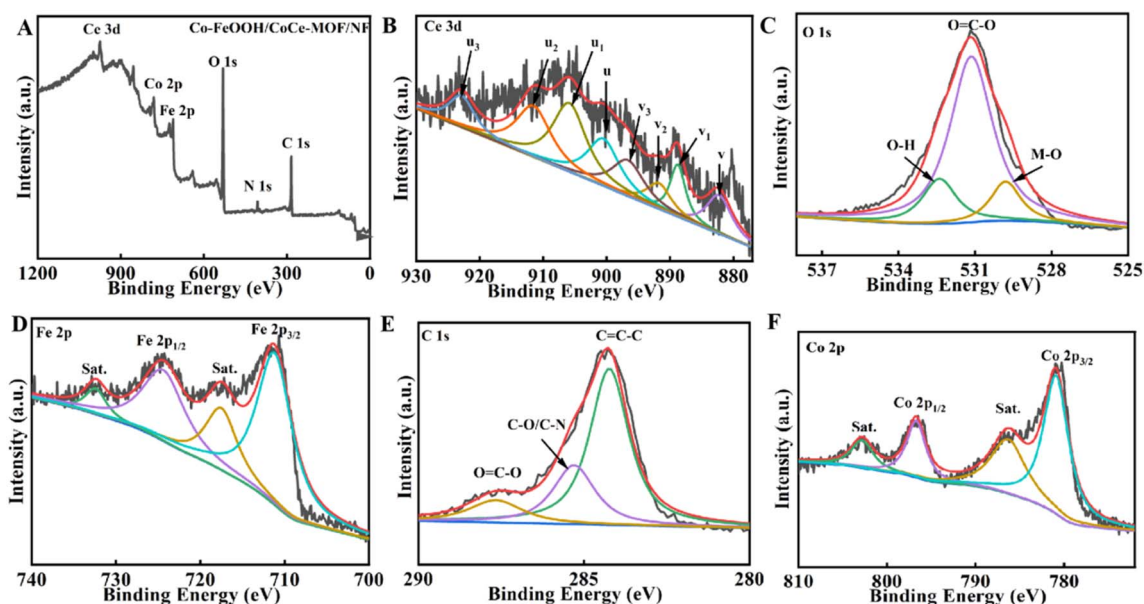 A
Co-FeOOH/CoCe-MOF/NF
Ce 3d
O 1s
Co 2p
Fe 2p
C 1s
N 1s
Intensity (a.u.)
1200 900 600 300 0
Binding Energy (eV)
B
Ce 3d
u3
u2
u1
u
v3
v2
v1
v
Intensity (a.u.)
930 920 910 900 890 880
Binding Energy (eV)
C
O 1s
O=C-O
O-H
M-O
Intensity (a.u.)
537 534 531 528 525
Binding Energy (eV)
D
Fe 2p
Fe 2p1/2
Fe 2p3/2
Sat.
Sat.
Intensity (a.u.)
740 730 720 710 700
Binding Energy (eV)
E
C 1s
C=C-C
C-O/C-N
O=C-O
Intensity (a.u.)
290 285 280
Binding Energy (eV)
F
Co 2p
Co 2p3/2
Co 2p1/2
Sat.
Sat.
Intensity (a.u.)
810 800 790 780
Binding Energy (eV)